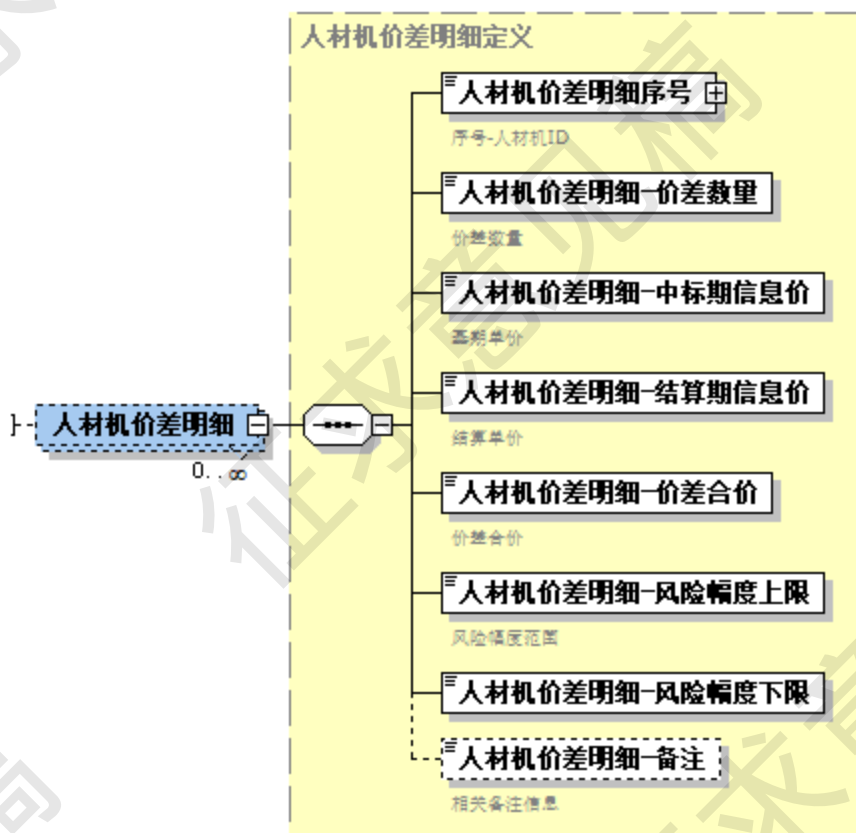 人材机价差明细定义
人材机价差明细序号
序号-人材机ID
人材机价差明细-价差数量
价差数量
人材机价差明细-中标期信息价
基期单价
人材机价差明细-结算期信息价
结算单价
人材机价差明细
0..∞
人材机价差明细-价差合价
价差合价
人材机价差明细-风险幅度上限
风险幅度范围
人材机价差明细-风险幅度下限
人材机价差明细-备注
相关备注信息
征求意见稿